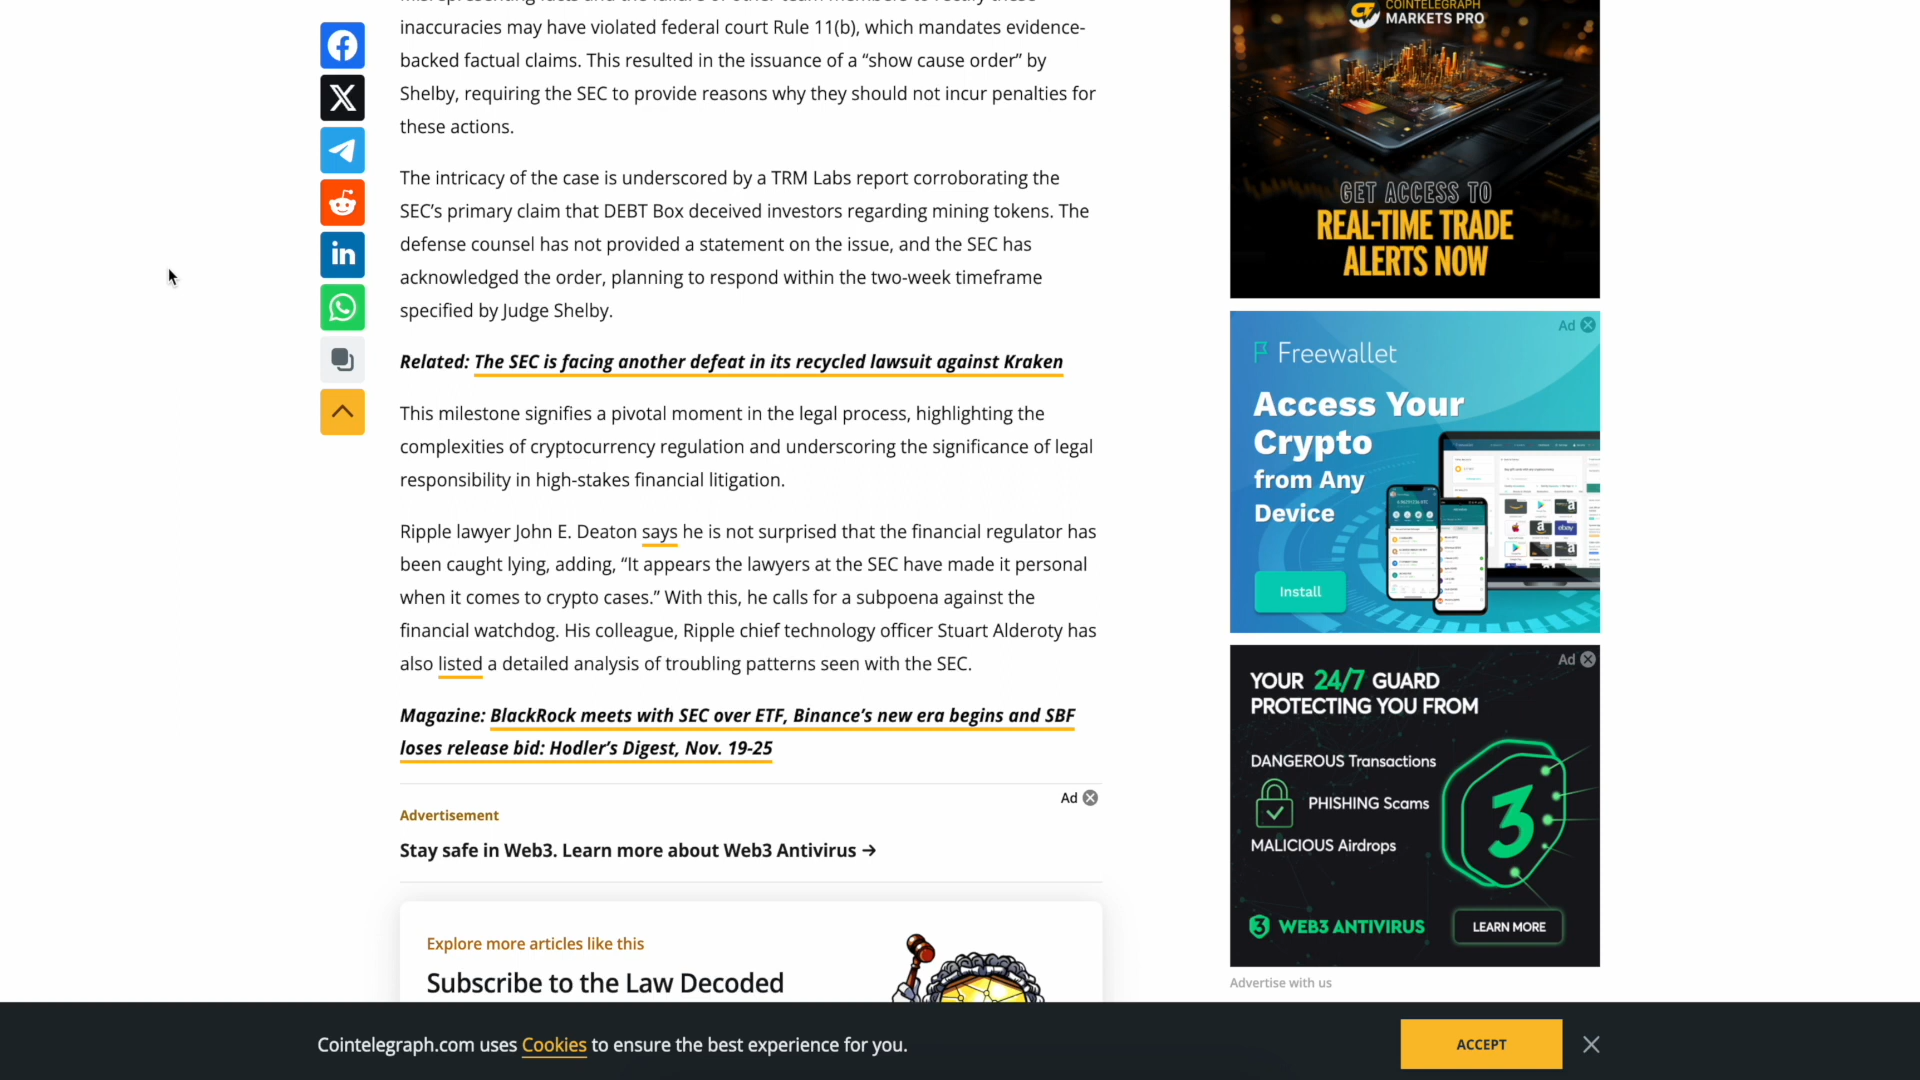 inaccuracies may have violated federal court Rule 11(b), which mandates evidence-
backed factual claims. This resulted in the issuance of a “show cause order” by
Shelby, requiring the SEC to provide reasons why they should not incur penalties for
these actions.
The intricacy of the case is underscored by a TRM Labs report corroborating the
SEC’s primary claim that DEBT Box deceived investors regarding mining tokens. The
defense counsel has not provided a statement on the issue, and the SEC has
acknowledged the order, planning to respond within the two-week timeframe
specified by Judge Shelby.
Related: The SEC is facing another defeat in its recycled lawsuit against Kraken
This milestone signifies a pivotal moment in the legal process, highlighting the
complexities of cryptocurrency regulation and underscoring the significance of legal
responsibility in high-stakes financial litigation.
Ripple lawyer John E. Deaton says he is not surprised that the financial regulator has
been caught lying, adding, “It appears the lawyers at the SEC have made it personal
when it comes to crypto cases.” With this, he calls for a subpoena against the
financial watchdog. His colleague, Ripple chief technology officer Stuart Alderoty has
also listed a detailed analysis of troubling patterns seen with the SEC.
Magazine: BlackRock meets with SEC over ETF, Binance’s new era begins and SBF
loses release bid: Hodler’s Digest, Nov. 19-25
Ad
Advertisement
Stay safe in Web3. Learn more about Web3 Antivirus →
Explore more articles like this
Subscribe to the Law Decoded
COINTELEGRAPH
MARKETS PRO
GET ACCESS TO
REAL-TIME TRADE
ALERTS NOW
Ad
Freewallet
Access Your
Crypto
from Any
Device
Install
Ad
YOUR 24/7 GUARD
PROTECTING YOU FROM
DANGEROUS Transactions
PHISHING Scams
MALICIOUS Airdrops
3
WEB3 ANTIVIRUS
LEARN MORE
Advertise with us
Cointelegraph.com uses Cookies to ensure the best experience for you.
ACCEPT